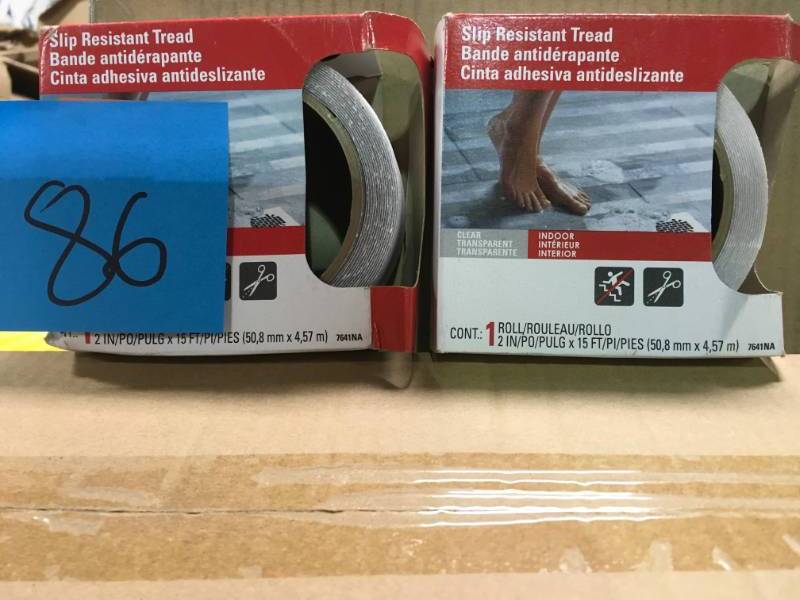 Slip Resistant Tread
Bande antidérapante
Cinta adhesiva antideslizante
86
2 IN/PO/PULG x 15 FT/PI/PIES (50,8 mm x 4,57 m) 7641NA
Slip Resistant Tread
Bande antidérapante
Cinta adhesiva antideslizante
CLEAR
TRANSPARENT
TRANSPARENTE
INDOOR
INTÉRIEUR
INTERIOR
CONT.: 1 ROLL/ROULEAU/ROLLO
2 IN/PO/PULG x 15 FT/PI/PIES (50,8 mm x 4,57 m) 7641NA